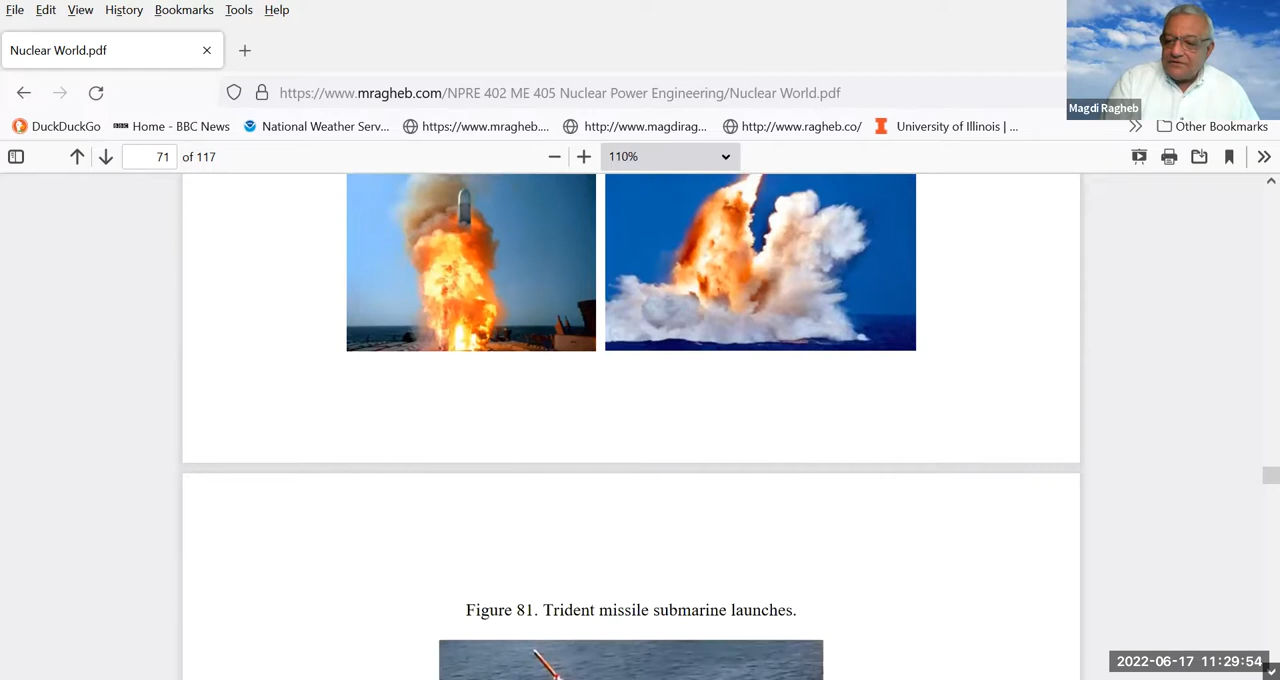 File Edit View History Bookmarks Tools Help
Nuclear World.pdf
https://www.mragheb.com/NPRE 402 ME 405 Nuclear Power Engineering/Nuclear World.pdf
Magdi Ragheb
DuckDuckGo Home - BBC News National Weather Serv... https://www.mragheb.... http://www.magdirag... http://www.ragheb.co/ University of Illinois | ... Other Bookmarks
71 of 117 110%
Figure 81. Trident missile submarine launches.
2022-06-17 11:29:54